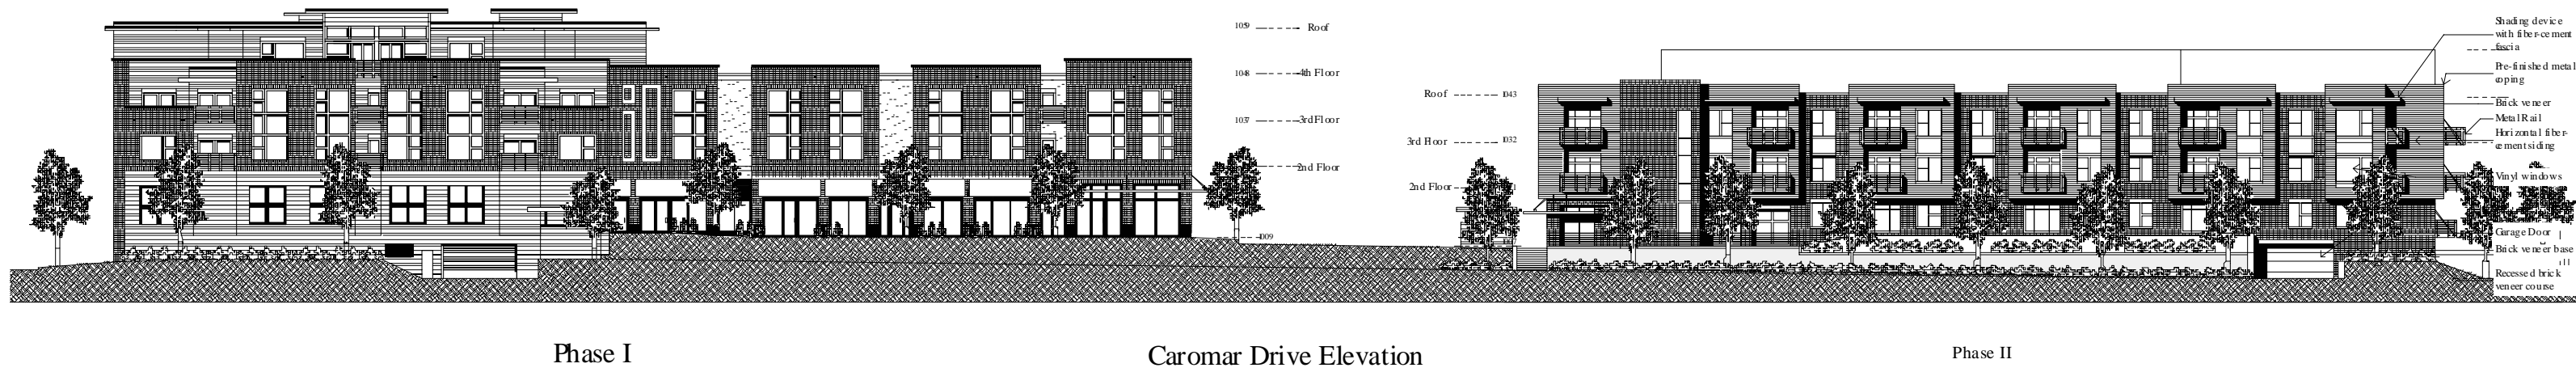 1059 Roof
1048 4th Floor
1037 3rd Floor
2nd Floor
1009
Roof 1043
3rd Floor 1032
2nd Floor
Shading device
with fiber-cement
fascia
Pre-finished metal
coping
Brick veneer
Metal Rail
Horizontal fiber-
cement siding
Vinyl windows
Garage Door
Brick veneer base
Recessed brick
veneer course
Phase I
Caromar Drive Elevation
Phase II